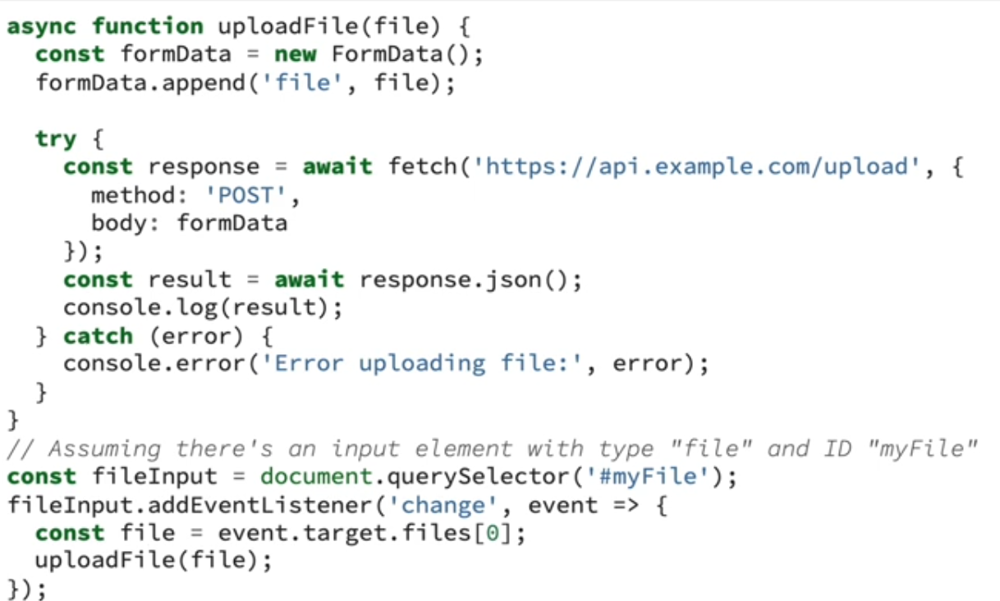 async function uploadFile(file) {
  const formData = new FormData();
  formData.append('file', file);

  try {
    const response = await fetch('https://api.example.com/upload', {
      method: 'POST',
      body: formData
    });
    const result = await response.json();
    console.log(result);
  } catch (error) {
    console.error('Error uploading file:', error);
  }
}
// Assuming there's an input element with type "file" and ID "myFile"
const fileInput = document.querySelector('#myFile');
fileInput.addEventListener('change', event => {
  const file = event.target.files[0];
  uploadFile(file);
});